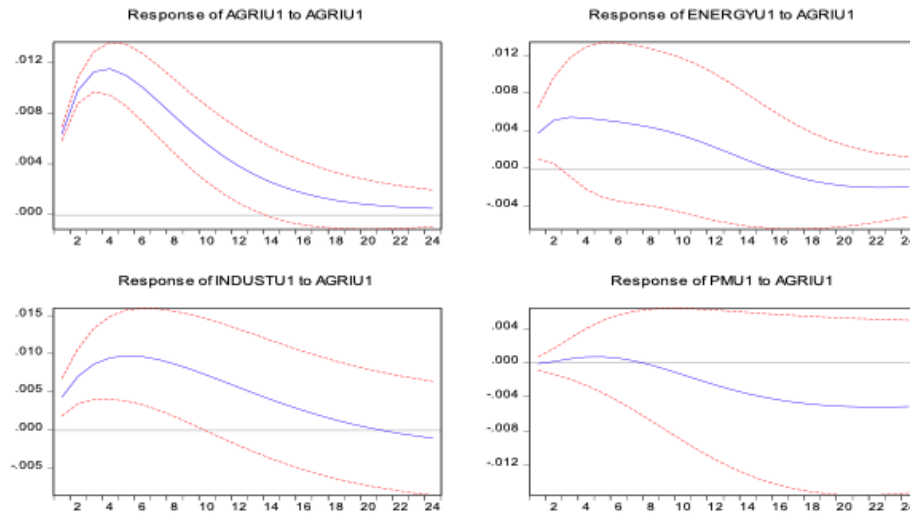 Response of AGRIU1 to AGRIU1
.012
.008
.004
.000
2 4 6 8 10 12 14 16 18 20 22 24
Response of ENERGYU1 to AGRIU1
.012
.008
.004
.000
-.004
2 4 6 8 10 12 14 16 18 20 22 24
Response of INDUSTU1 to AGRIU1
.015
.010
.005
.000
-.005
2 4 6 8 10 12 14 16 18 20 22 24
Response of PMU1 to AGRIU1
.004
.000
-.004
-.008
-.012
2 4 6 8 10 12 14 16 18 20 22 24